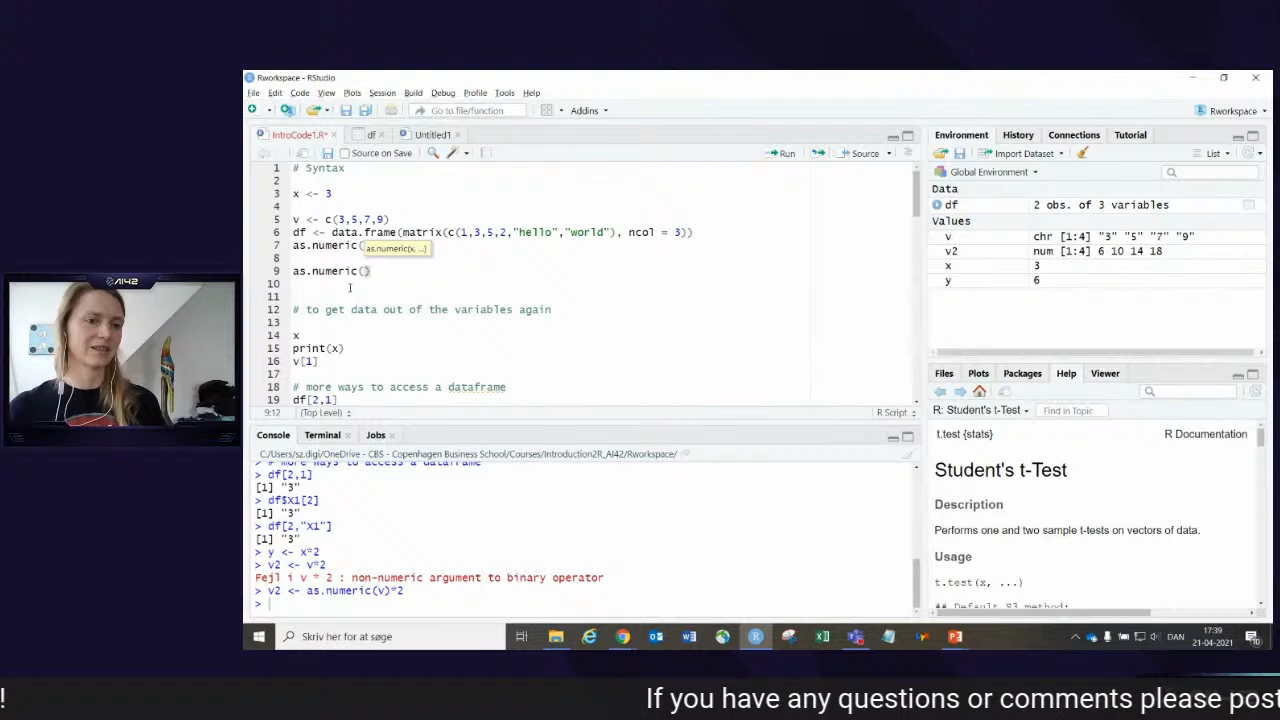 Rworkspace - RStudio
File Edit Code View Plots Session Build Debug Profile Tools Help
Go to file/function Addins Rworkspace
IntroCode1.R* df Untitled1
Source on Save Run Source
1 # Syntax
2
3 x <- 3
4
5 v <- c(3,5,7,9)
6 df <- data.frame(matrix(c(1,3,5,2,"hello","world"), ncol = 3))
7 as.numeric( as.numeric(x, ...)
8
9 as.numeric()
10
11
12 # to get data out of the variables again
13
14 x
15 print(x)
16 v[1]
17
18 # more ways to access a dataframe
19 df[2,1]
9:12 (Top Level) R Script
Console Terminal Jobs
C:/Users/sz.digi/OneDrive - CBS - Copenhagen Business School/Courses/Introduction2R_AI42/Rworkspace/
> # more ways to access a dataframe
> df[2,1]
[1] "3"
> df$X1[2]
[1] "3"
> df[2,"X1"]
[1] "3"
> y <- x*2
> v2 <- v*2
Fejl i v * 2 : non-numeric argument to binary operator
> v2 <- as.numeric(v)*2
>
Environment History Connections Tutorial
Import Dataset List
Global Environment
Data
df 2 obs. of 3 variables
Values
v chr [1:4] "3" "5" "7" "9"
v2 num [1:4] 6 10 14 18
x 3
y 6
Files Plots Packages Help Viewer
R: Student's t-Test Find in Topic
t.test {stats} R Documentation
Student's t-Test
Description
Performs one and two sample t-tests on vectors of data.
Usage
t.test(x, ...)
## Default S3 method:
AI42
Skriv her for at søge
DAN 17:39
21-04-2021
! If you have any questions or comments please post